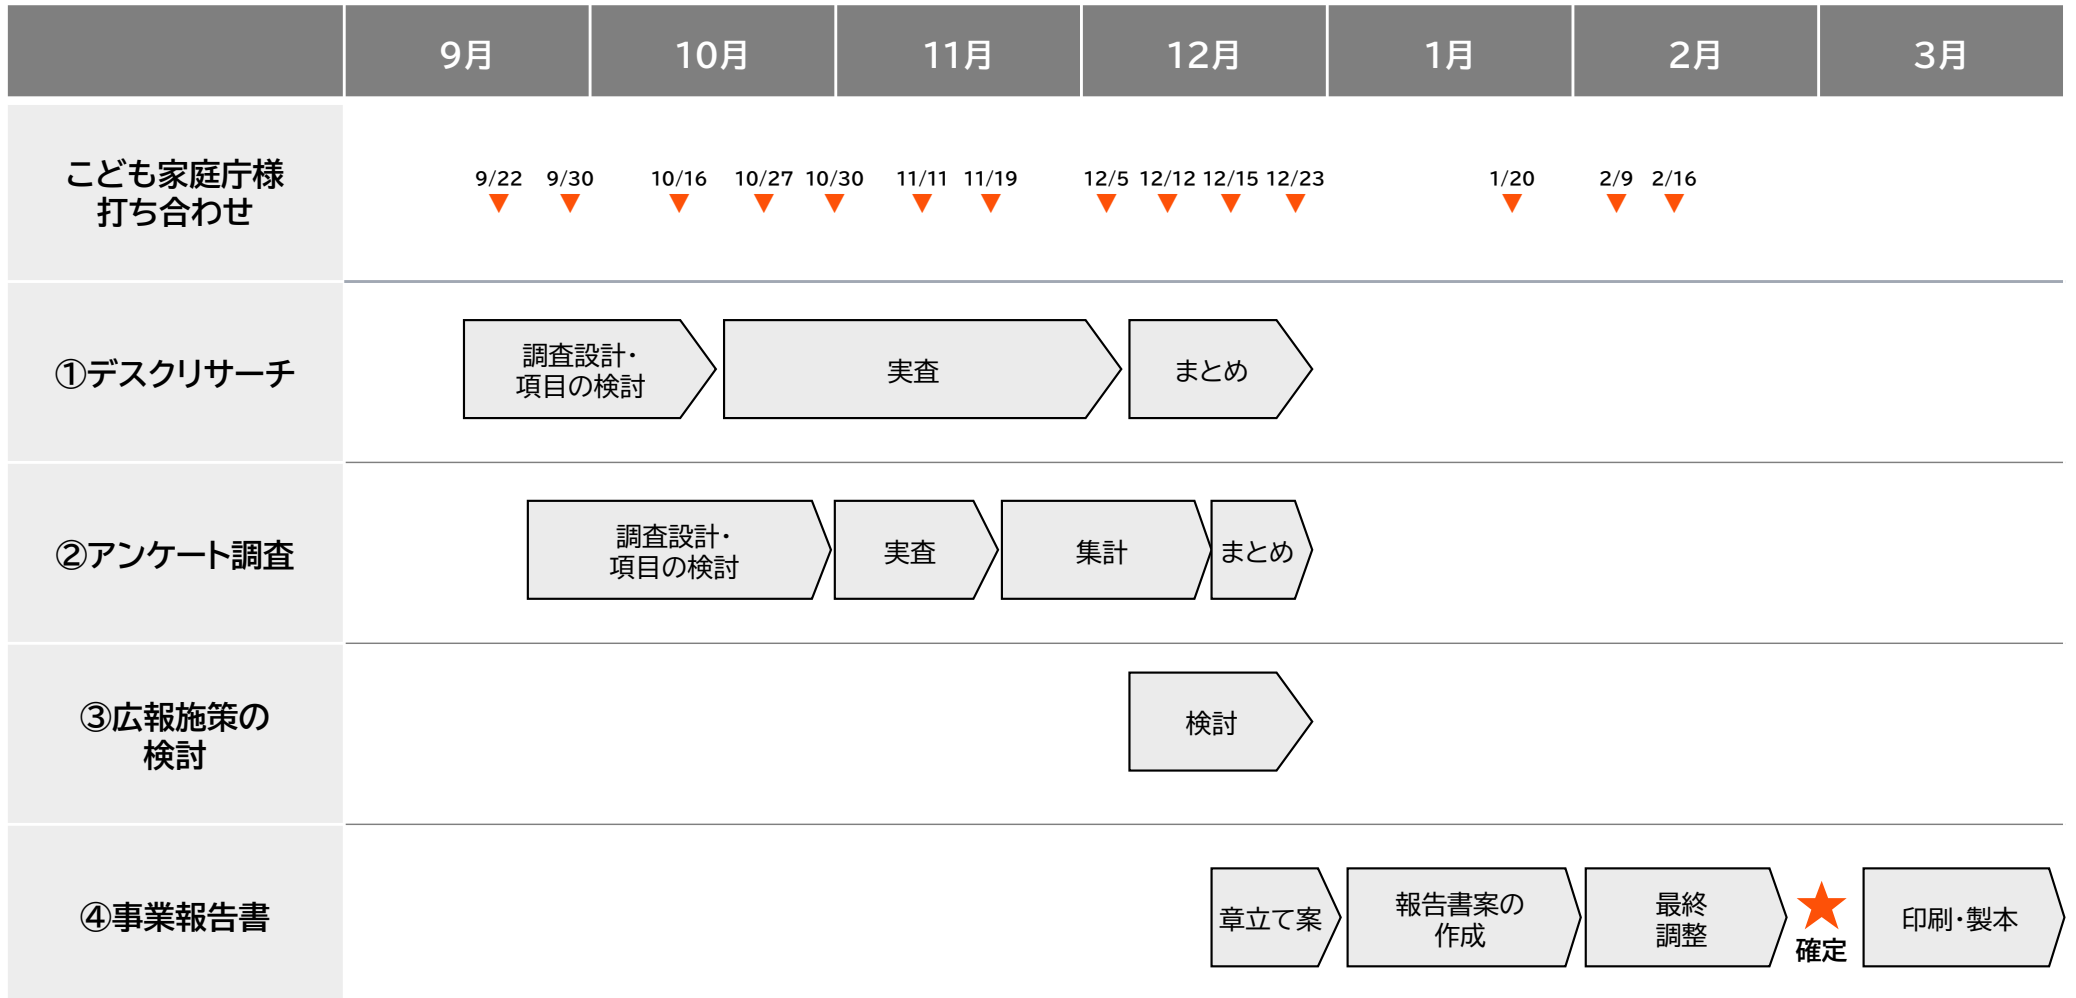 9月 10月 11月 12月 1月 2月 3月
こども家庭庁様
打ち合わせ
9/22 9/30 10/16 10/27 10/30 11/11 11/19 12/5 12/12 12/15 12/23 1/20 2/9 2/16
①デスクリサーチ
調査設計・
項目の検討
実査
まとめ
②アンケート調査
調査設計・
項目の検討
実査
集計
まとめ
③広報施策の
検討
検討
④事業報告書
章立て案
報告書案の
作成
最終
調整
確定
印刷・製本